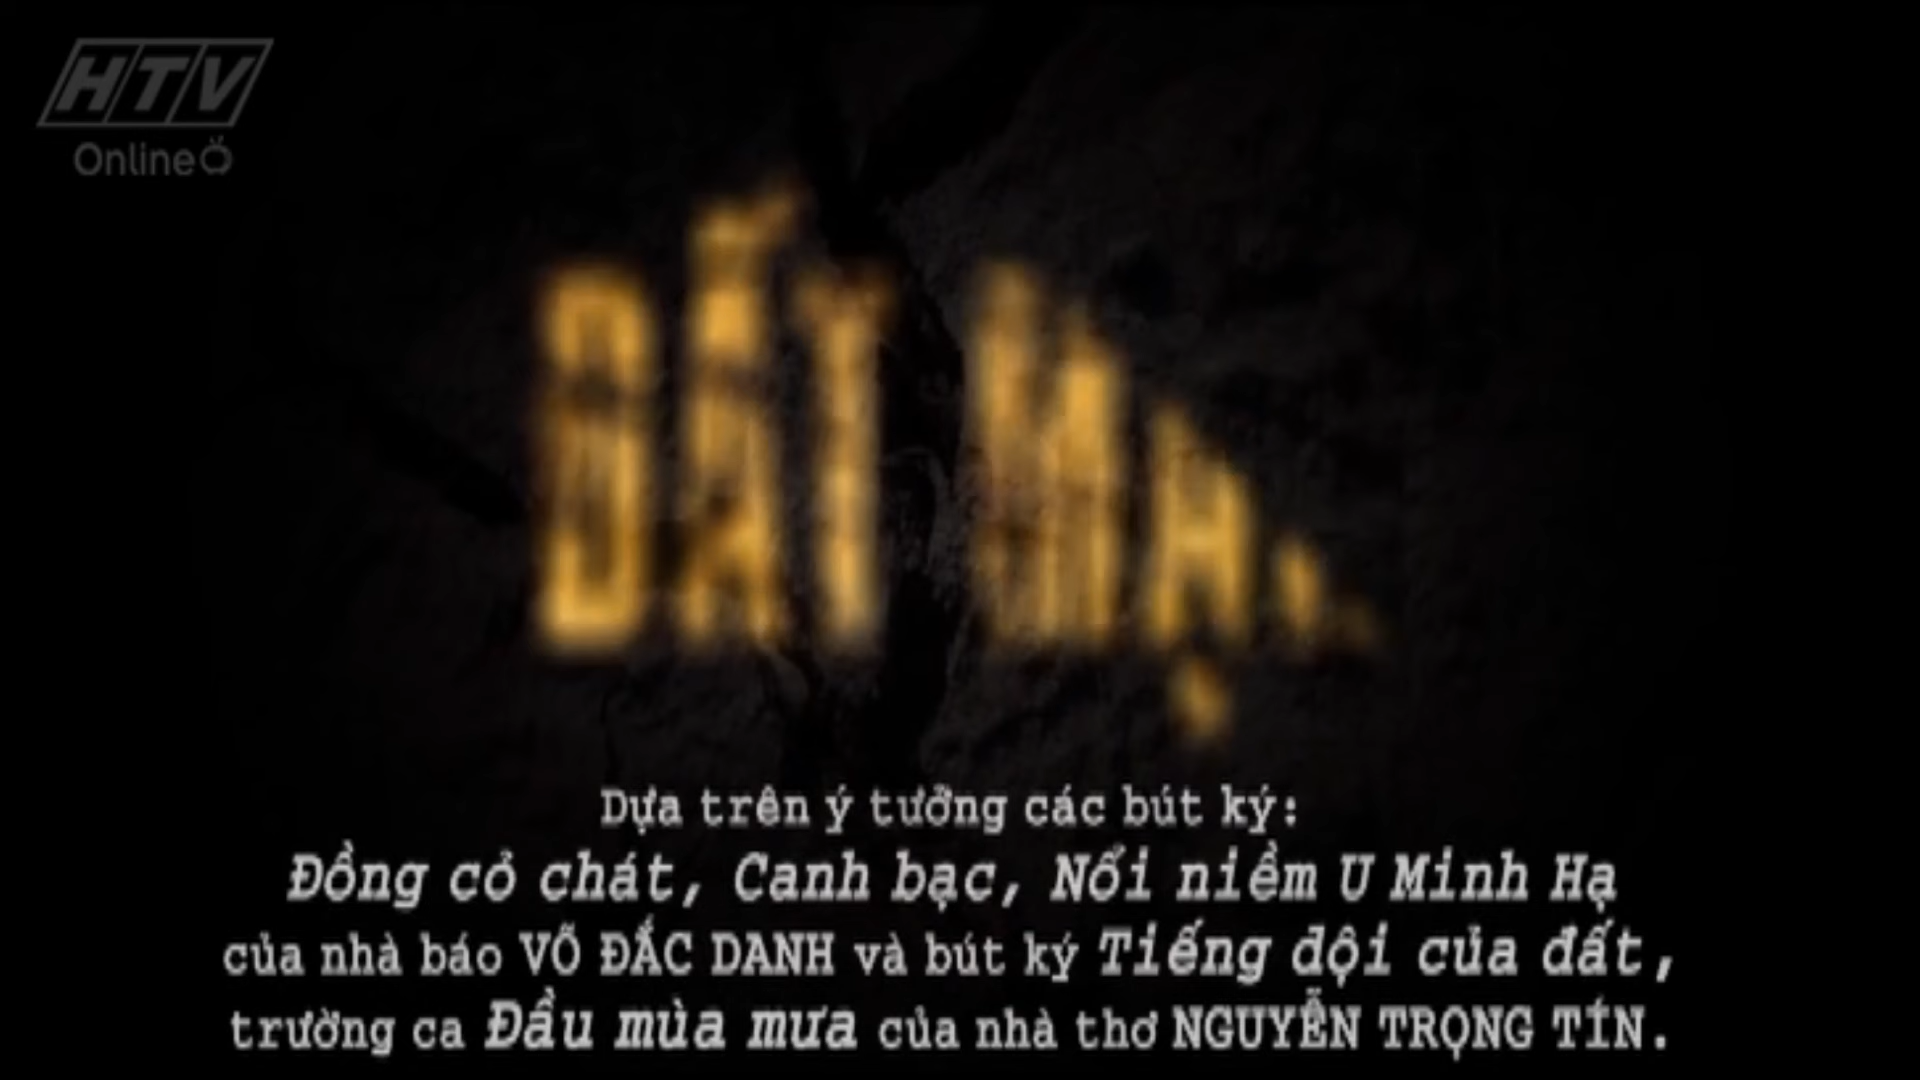 HTV
Online
ĐẤT MẶ
Dựa trên ý tưởng các bút ký:
Đồng cỏ chát, Canh bạc, Nổi niềm U Minh Hạ
của nhà báo VÕ ĐẮC DANH và bút ký Tiếng dội của đất,
trường ca Đầu mùa mưa của nhà thơ NGUYỄN TRỌNG TÍN.